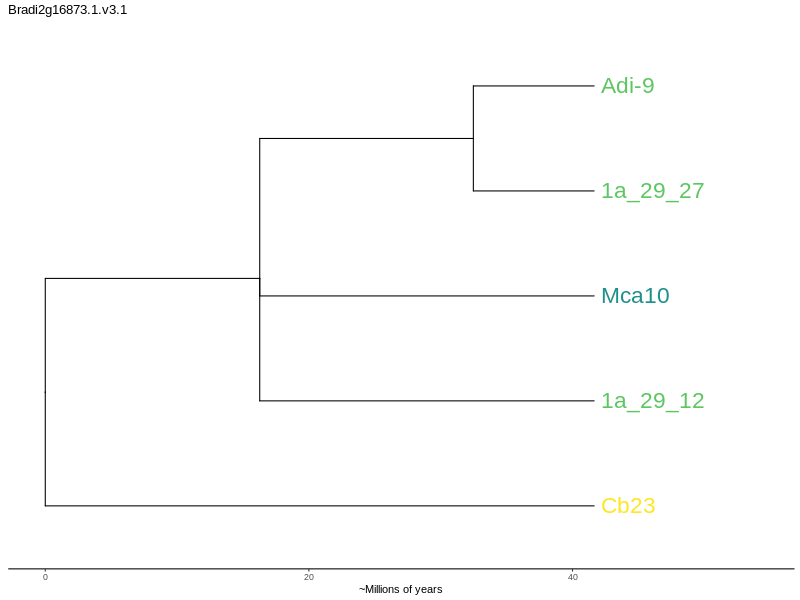 Bradi2g16873.1.v3.1
Adi-9
1a_29_27
Mca10
1a_29_12
Cb23
0 20 40
~Millions of years